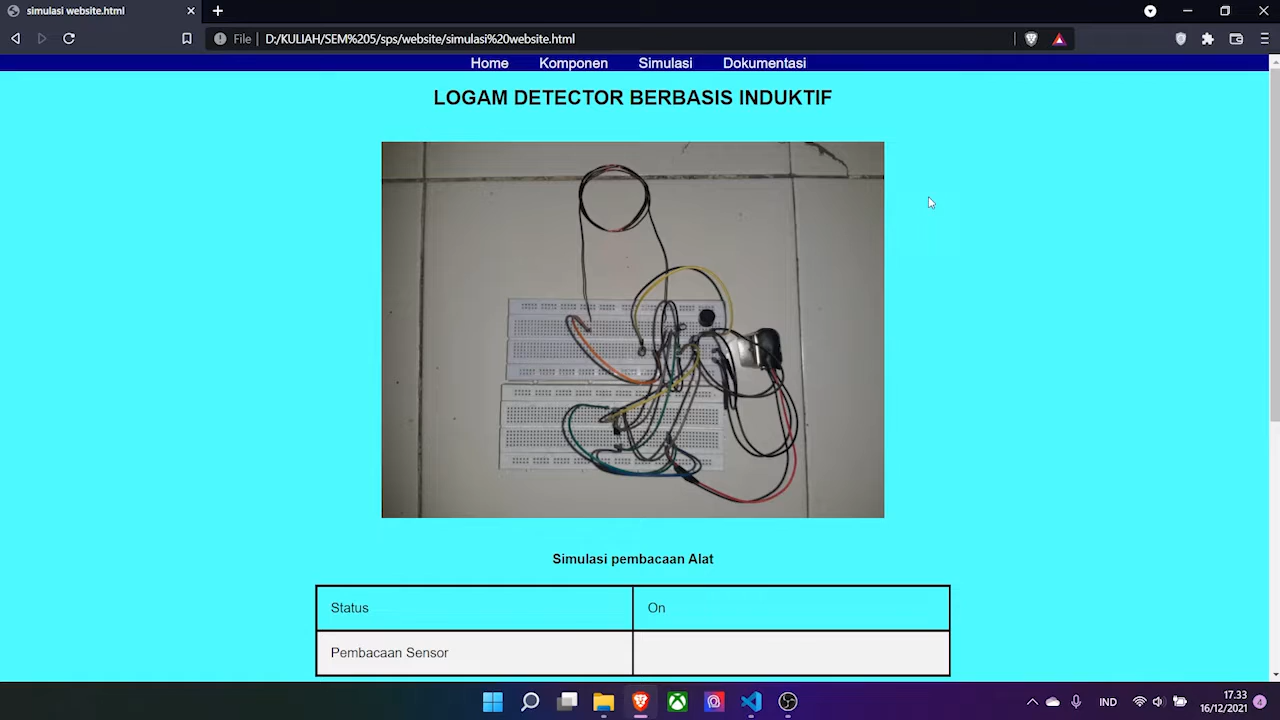 simulasi website.html
File D:/KULIAH/SEM%205/sps/website/simulasi%20website.html
Home Komponen Simulasi Dokumentasi
LOGAM DETECTOR BERBASIS INDUKTIF
Simulasi pembacaan Alat
Status On
Pembacaan Sensor
IND 17.33
16/12/2021 4